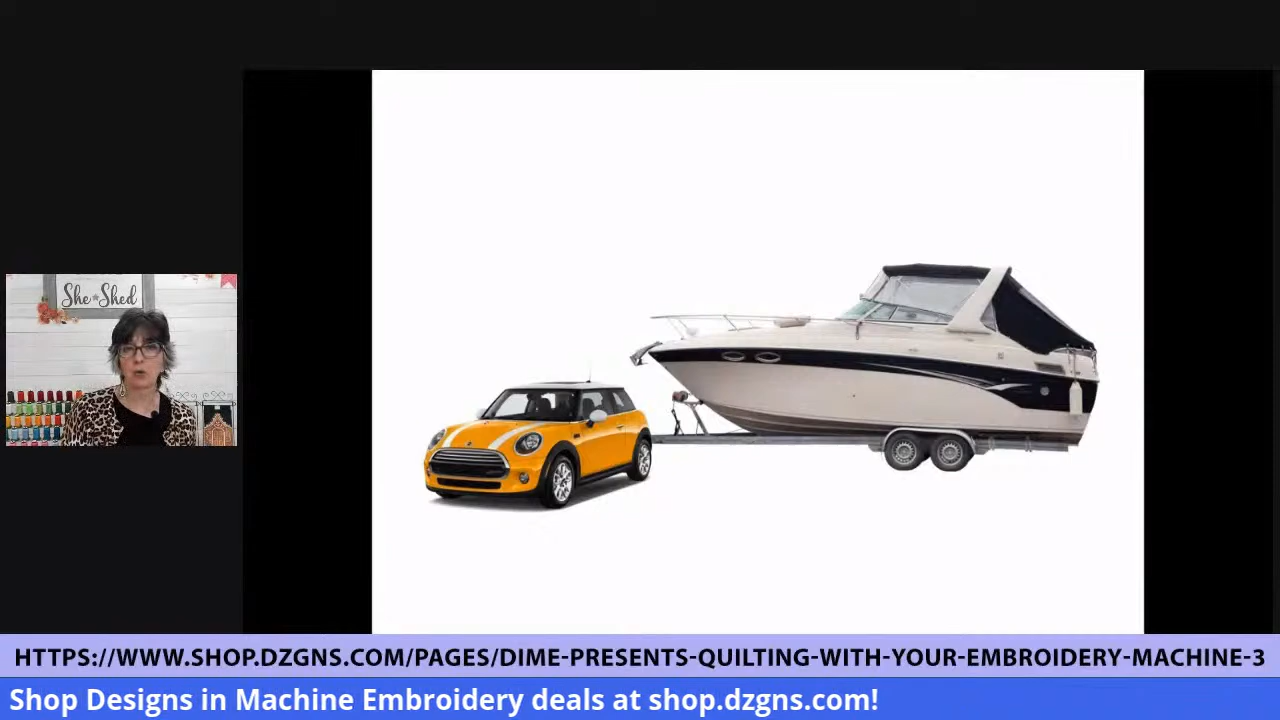 She Shed
HTTPS://WWW.SHOP.DZGNS.COM/PAGES/DIME-PRESENTS-QUILTING-WITH-YOUR-EMBROIDERY-MACHINE-3
Shop Designs in Machine Embroidery deals at shop.dzgns.com!